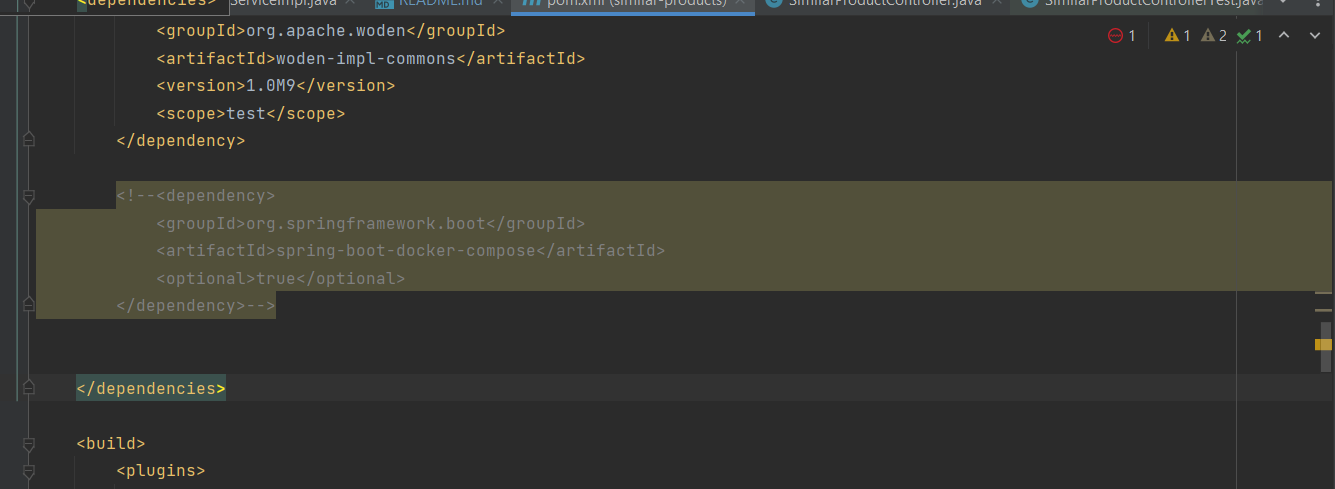 <dependencies> ServiceImpl.java README.md pom.xml (similar-products) SimilarProductController.java SimilarProductControllerTest.java
<groupId>org.apache.woden</groupId>
1 1 2 1
<artifactId>woden-impl-commons</artifactId>
<version>1.0M9</version>
<scope>test</scope>
</dependency>
<!--<dependency>
<groupId>org.springframework.boot</groupId>
<artifactId>spring-boot-docker-compose</artifactId>
<optional>true</optional>
</dependency>-->
</dependencies>
<build>
<plugins>